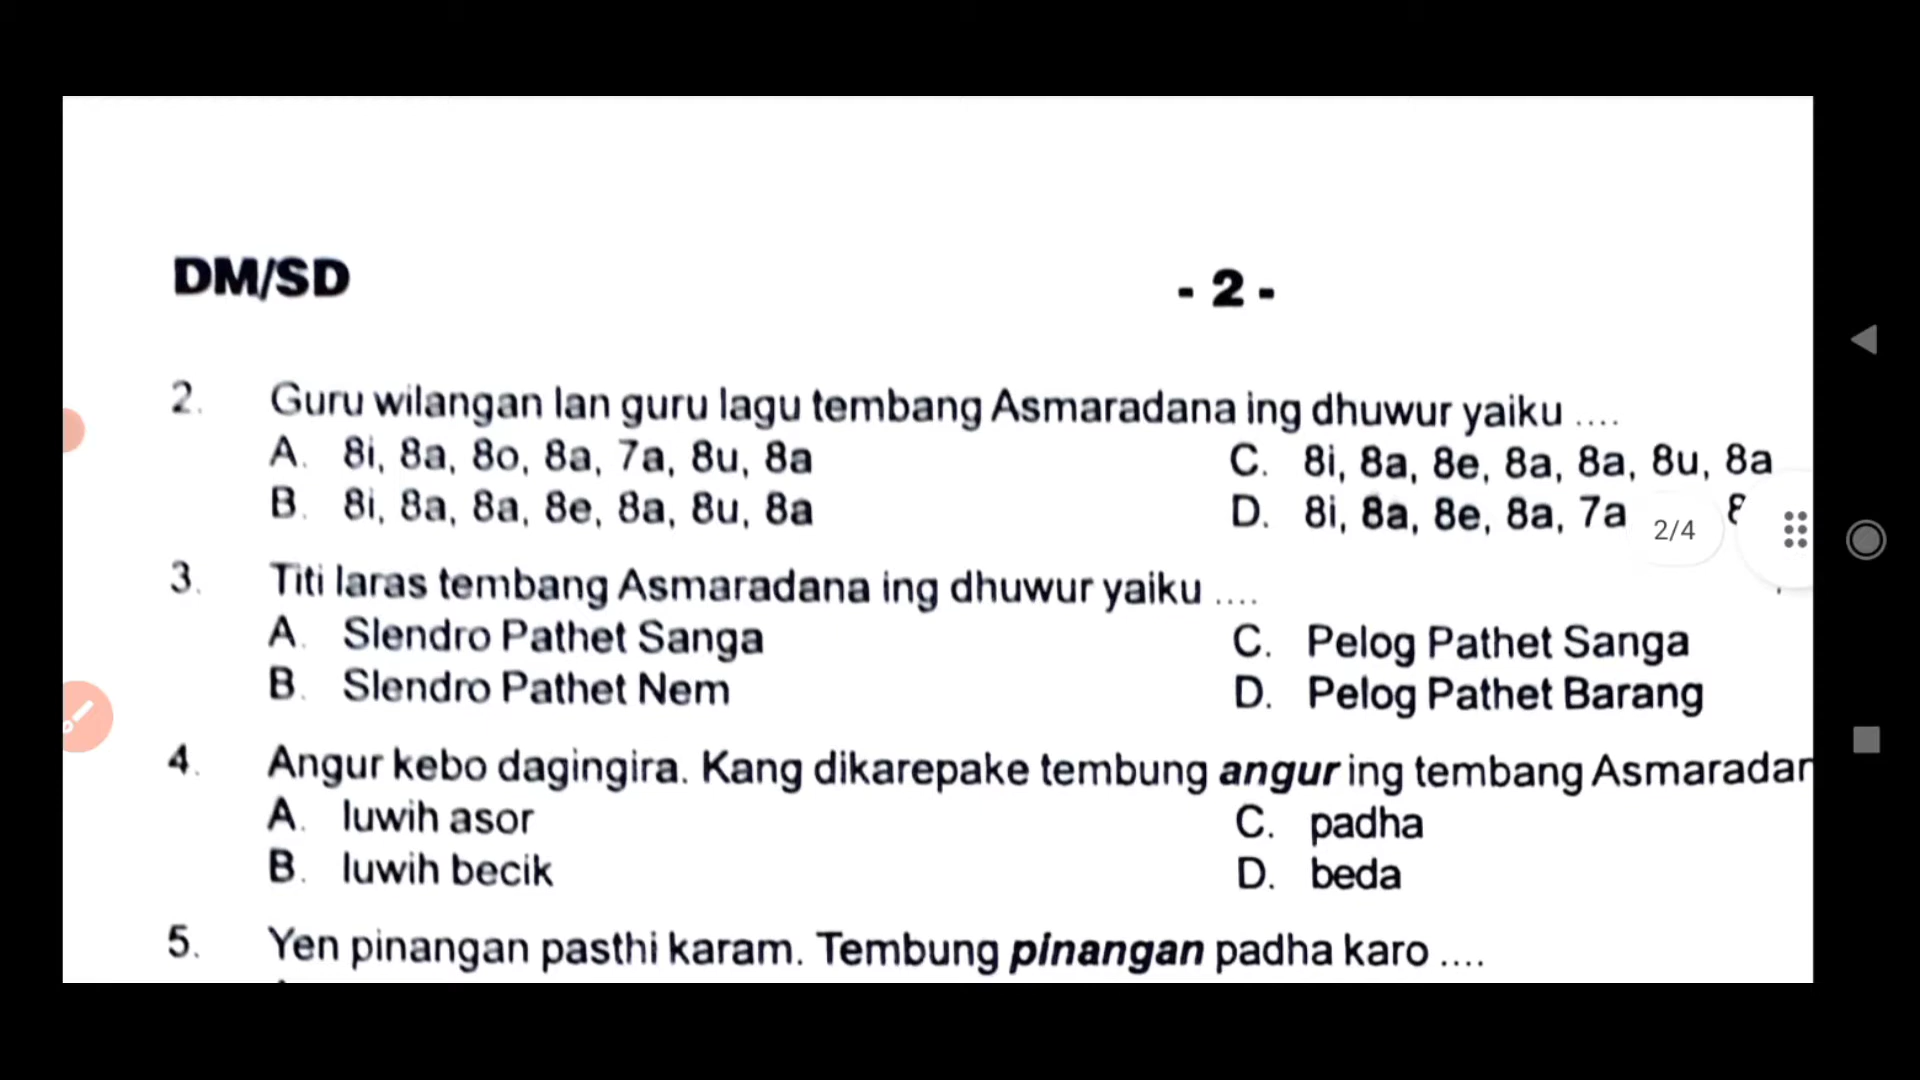 DM/SD
- 2 -
2. Guru wilangan lan guru lagu tembang Asmaradana ing dhuwur yaiku ....
A. 8i, 8a, 8o, 8a, 7a, 8u, 8a
C. 8i, 8a, 8e, 8a, 8a, 8u, 8a
B. 8i, 8a, 8a, 8e, 8a, 8u, 8a
D. 8i, 8a, 8e, 8a, 7a
2/4
3. Titi laras tembang Asmaradana ing dhuwur yaiku ....
A. Slendro Pathet Sanga
C. Pelog Pathet Sanga
B. Slendro Pathet Nem
D. Pelog Pathet Barang
4. Angur kebo dagingira. Kang dikarepake tembung angur ing tembang Asmaradan
A. luwih asor
C. padha
B. luwih becik
D. beda
5. Yen pinangan pasthi karam. Tembung pinangan padha karo ....